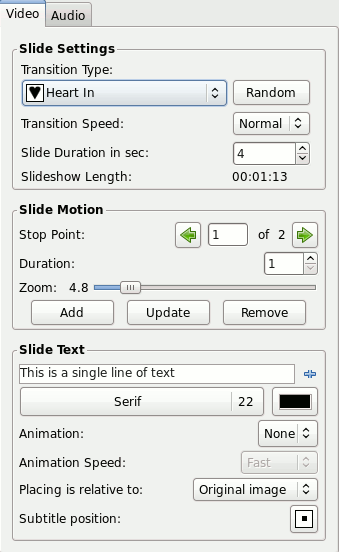 Video Audio
Slide Settings
Transition Type:
Heart In Random
Transition Speed: Normal
Slide Duration in sec: 4
Slideshow Length: 00:01:13
Slide Motion
Stop Point: 1 of 2
Duration: 1
Zoom: 4.8
Add Update Remove
Slide Text
This is a single line of text
Serif 22
Animation: None
Animation Speed: Fast
Placing is relative to: Original image
Subtitle position: